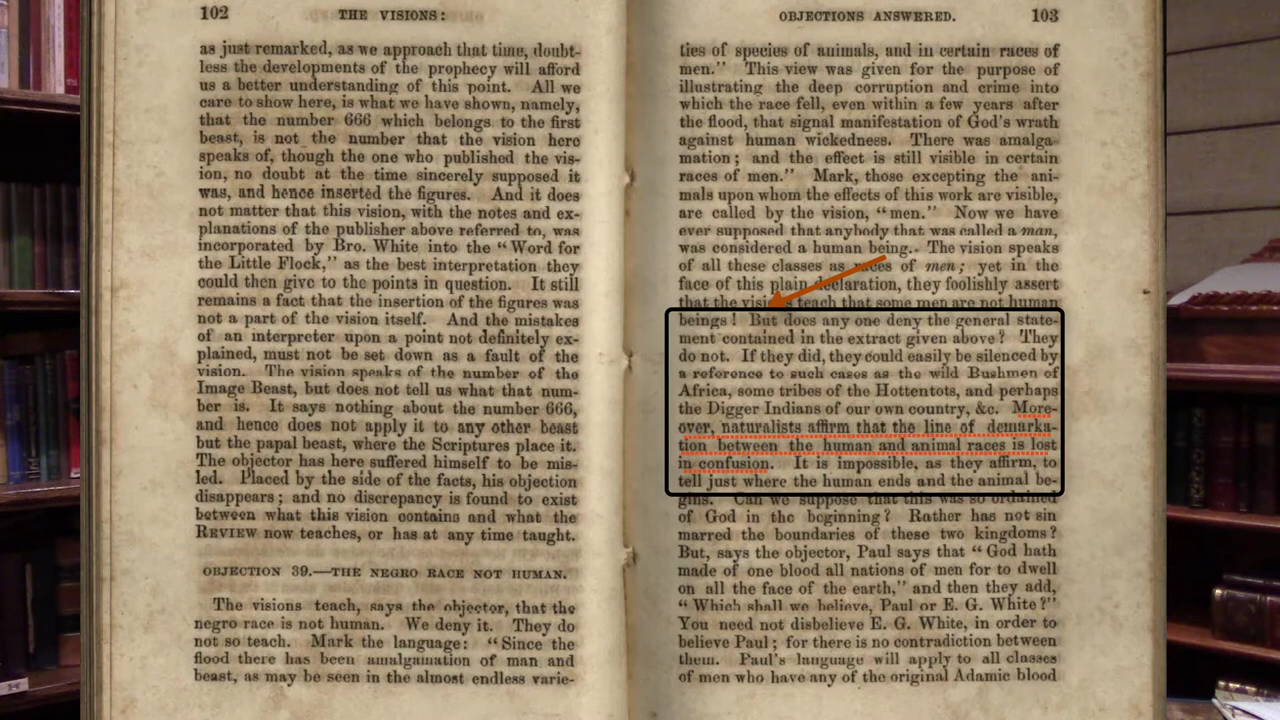 102 THE VISIONS:
as just remarked, as we approach that time, doubt-
less the developments of the prophecy will afford
us a better understanding of this point. All we
care to show here, is what we have shown, namely,
that the number 666 which belongs to the first
beast, is not the number that the vision here
speaks of, though the one who published the vis-
ion, no doubt at the time sincerely supposed it
was, and hence inserted the figures. And it does
not matter that this vision, with the notes and ex-
planations of the publisher above referred to, was
incorporated by Bro. White into the “Word for
the Little Flock,” as the best interpretation they
could then give to the points in question. It still
remains a fact that the insertion of the figures was
not a part of the vision itself. And the mistakes
of an interpreter upon a point not definitely ex-
plained, must not be set down as a fault of the
vision. The vision speaks of the number of the
Image Beast, but does not tell us what that num-
ber is. It says nothing about the number 666,
and hence does not apply it to any other beast
but the papal beast, where the Scriptures place it.
The objector has here suffered himself to be mis-
led. Placed by the side of the facts, his objection
disappears; and no discrepancy is found to exist
between what this vision contains and what the
REVIEW now teaches, or has at any time taught.
OBJECTION 39.—THE NEGRO RACE NOT HUMAN.
The visions teach, says the objector, that the
negro race is not human. We deny it. They do
not so teach. Mark the language: “Since the
flood there has been amalgamation of man and
beast, as may be seen in the almost endless varie-
OBJECTIONS ANSWERED. 103
ties of species of animals, and in certain races of
men.” This view was given for the purpose of
illustrating the deep corruption and crime into
which the race fell, even within a few years after
the flood, that signal manifestation of God's wrath
against human wickedness. There was amalga-
mation; and the effect is still visible in certain
races of men.” Mark, those excepting the ani-
mals upon whom the effects of this work are visible,
are called by the vision, “men.” Now we have
ever supposed that anybody that was called a man,
was considered a human being. The vision speaks
of all these classes as races of men; yet in the
face of this plain declaration, they foolishly assert
that the visions teach that some men are not human
beings! But does any one deny the general state-
ment contained in the extract given above? They
do not. If they did, they could easily be silenced by
a reference to such cases as the wild Bushmen of
Africa, some tribes of the Hottentots, and perhaps
the Digger Indians of our own country, &c. More-
over, naturalists affirm that the line of demarka-
tion between the human and animal races is lost
in confusion. It is impossible, as they affirm, to
tell just where the human ends and the animal be-
gins. Can we suppose that this was so ordained
of God in the beginning? Rather has not sin
marred the boundaries of these two kingdoms?
But, says the objector, Paul says that “God hath
made of one blood all nations of men for to dwell
on all the face of the earth,” and then they add,
“Which shall we believe, Paul or E. G. White?”
You need not disbelieve E. G. White, in order to
believe Paul; for there is no contradiction between
them. Paul's language will apply to all classes
of men who have any of the original Adamic blood